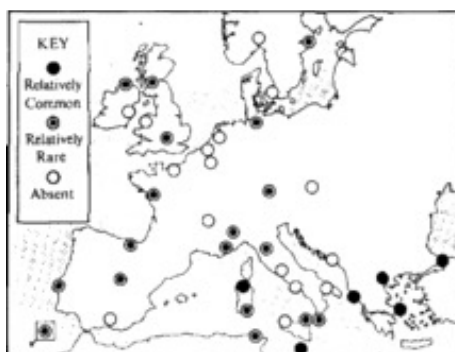 KEY
Relatively
Common
Relatively
Rare
Absent